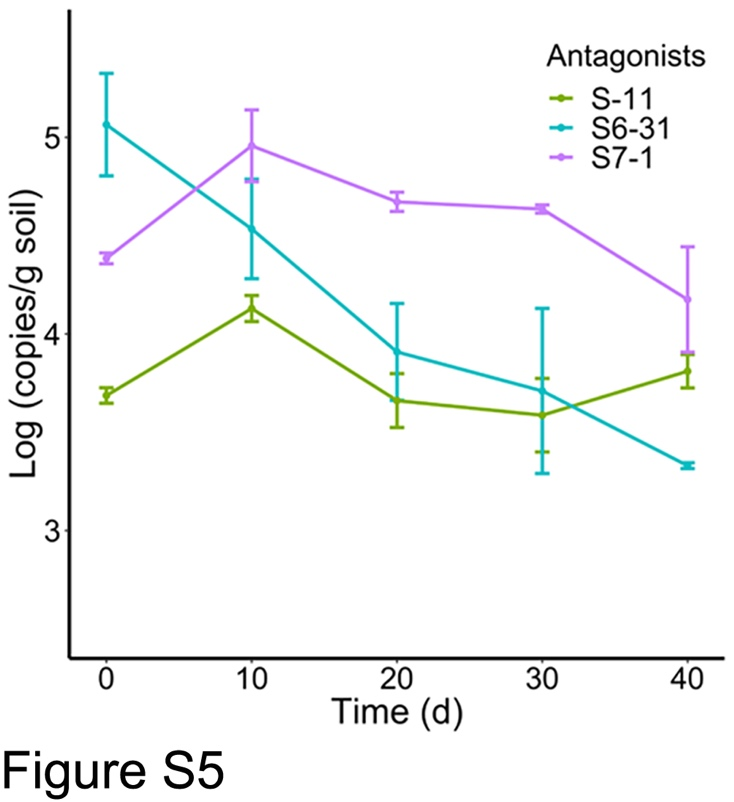 Antagonists
S-11
S6-31
S7-1
Log (copies/g soil)
5
4
3
0 10 20 30 40
Time (d)
Figure S5